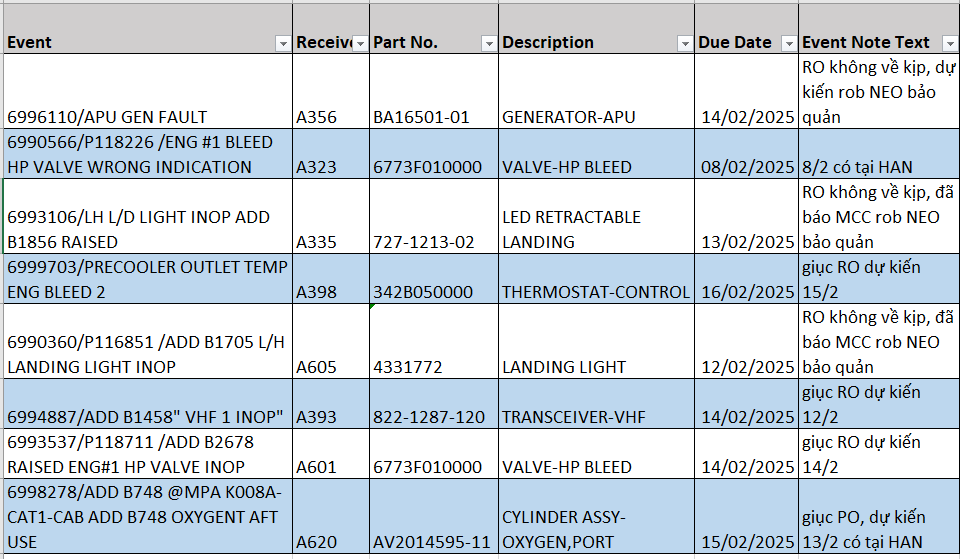 Event Receive Part No. Description Due Date Event Note Text
RO không về kịp, dự
kiến rob NEO bảo
6996110/APU GEN FAULT A356 BA16501-01 GENERATOR-APU 14/02/2025 quản
6990566/P118226 /ENG #1 BLEED
HP VALVE WRONG INDICATION A323 6773F010000 VALVE-HP BLEED 08/02/2025 8/2 có tại HAN
RO không về kịp, đã
6993106/LH L/D LIGHT INOP ADD LED RETRACTABLE báo MCC rob NEO
B1856 RAISED A335 727-1213-02 LANDING 13/02/2025 bảo quản
6999703/PRECOOLER OUTLET TEMP giục RO dự kiến
ENG BLEED 2 A398 342B050000 THERMOSTAT-CONTROL 16/02/2025 15/2
RO không về kịp, đã
6990360/P116851 /ADD B1705 L/H báo MCC rob NEO
LANDING LIGHT INOP A605 4331772 LANDING LIGHT 12/02/2025 bảo quản
giục RO dự kiến
6994887/ADD B1458" VHF 1 INOP" A393 822-1287-120 TRANSCEIVER-VHF 14/02/2025 12/2
6993537/P118711 /ADD B2678 giục RO dự kiến
RAISED ENG#1 HP VALVE INOP A601 6773F010000 VALVE-HP BLEED 14/02/2025 14/2
6998278/ADD B748 @MPA K008A-
CAT1-CAB ADD B748 OXYGENT AFT CYLINDER ASSY- giục PO, dự kiến
USE A620 AV2014595-11 OXYGEN,PORT 15/02/2025 13/2 có tại HAN